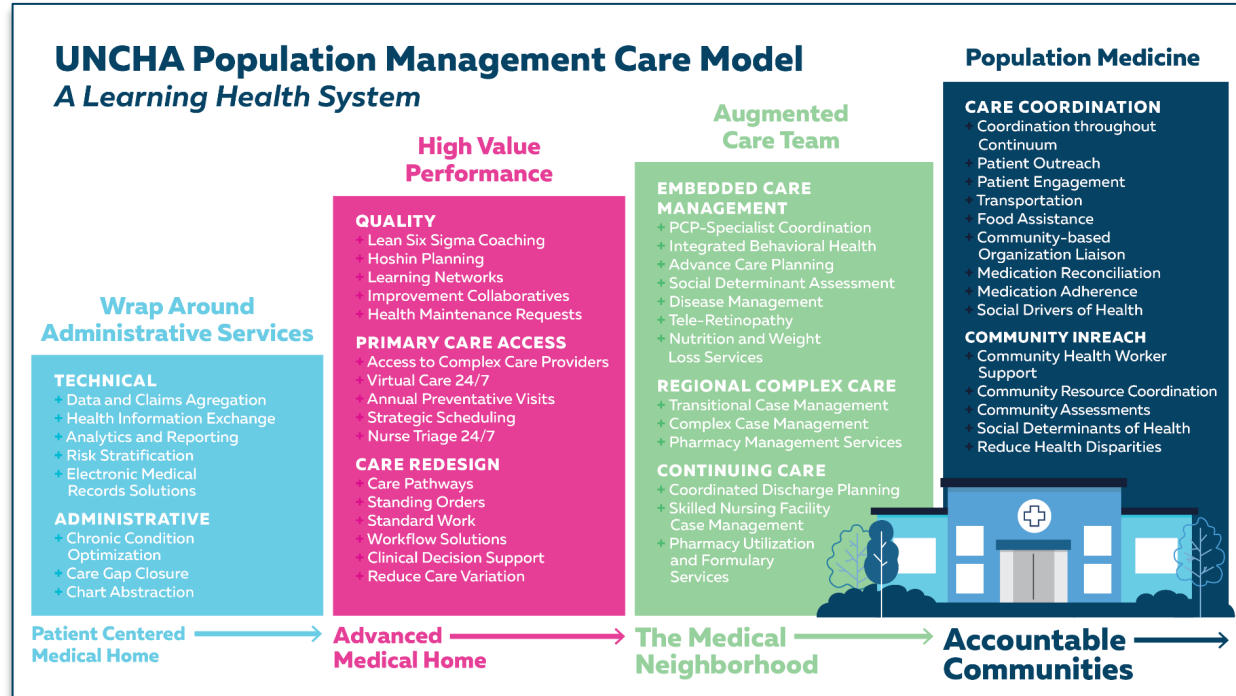 UNCHA Population Management Care Model
A Learning Health System
Wrap Around
Administrative Services
TECHNICAL
+ Data and Claims Agregation
+ Health Information Exchange
+ Analytics and Reporting
+ Risk Stratification
+ Electronic Medical
Records Solutions
ADMINISTRATIVE
+ Chronic Condition
Optimization
+ Care Gap Closure
+ Chart Abstraction
Patient Centered
Medical Home
High Value
Performance
QUALITY
+ Lean Six Sigma Coaching
+ Hoshin Planning
+ Learning Networks
+ Improvement Collaboratives
+ Health Maintenance Requests
PRIMARY CARE ACCESS
+ Access to Complex Care Providers
+ Virtual Care 24/7
+ Annual Preventative Visits
+ Strategic Scheduling
+ Nurse Triage 24/7
CARE REDESIGN
+ Care Pathways
+ Standing Orders
+ Standard Work
+ Workflow Solutions
+ Clinical Decision Support
+ Reduce Care Variation
Advanced
Medical Home
Augmented
Care Team
EMBEDDED CARE
MANAGEMENT
+ PCP-Specialist Coordination
+ Integrated Behavioral Health
+ Advance Care Planning
+ Social Determinant Assessment
+ Disease Management
+ Tele-Retinopathy
+ Nutrition and Weight
Loss Services
REGIONAL COMPLEX CARE
+ Transitional Case Management
+ Complex Case Management
+ Pharmacy Management Services
CONTINUING CARE
+ Coordinated Discharge Planning
+ Skilled Nursing Facility
Case Management
+ Pharmacy Utilization
and Formulary
Services
The Medical
Neighborhood
Population Medicine
CARE COORDINATION
+ Coordination throughout
Continuum
+ Patient Outreach
+ Patient Engagement
+ Transportation
+ Food Assistance
+ Community-based
Organization Liaison
+ Medication Reconciliation
+ Medication Adherence
+ Social Drivers of Health
COMMUNITY INREACH
+ Community Health Worker
Support
+ Community Resource Coordination
+ Community Assessments
+ Social Determinants of Health
+ Reduce Health Disparities
Accountable
Communities